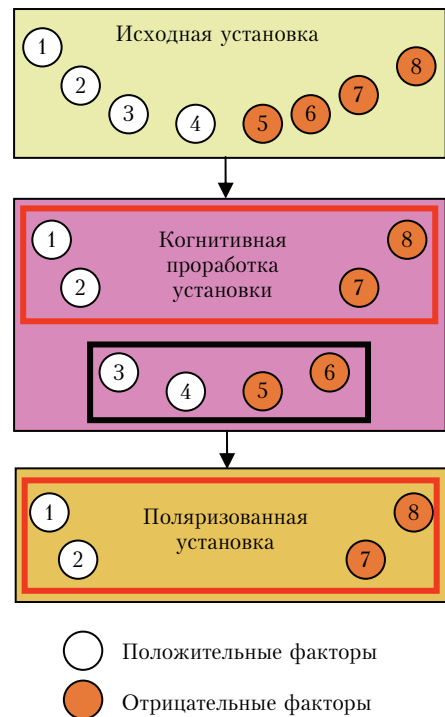 Исходная установка
1
2
3
4
5
6
7
8
Когнитивная
проработка
установки
1
2
7
8
3
4
5
6
Поляризованная
установка
1
2
7
8
Положительные факторы
Отрицательные факторы